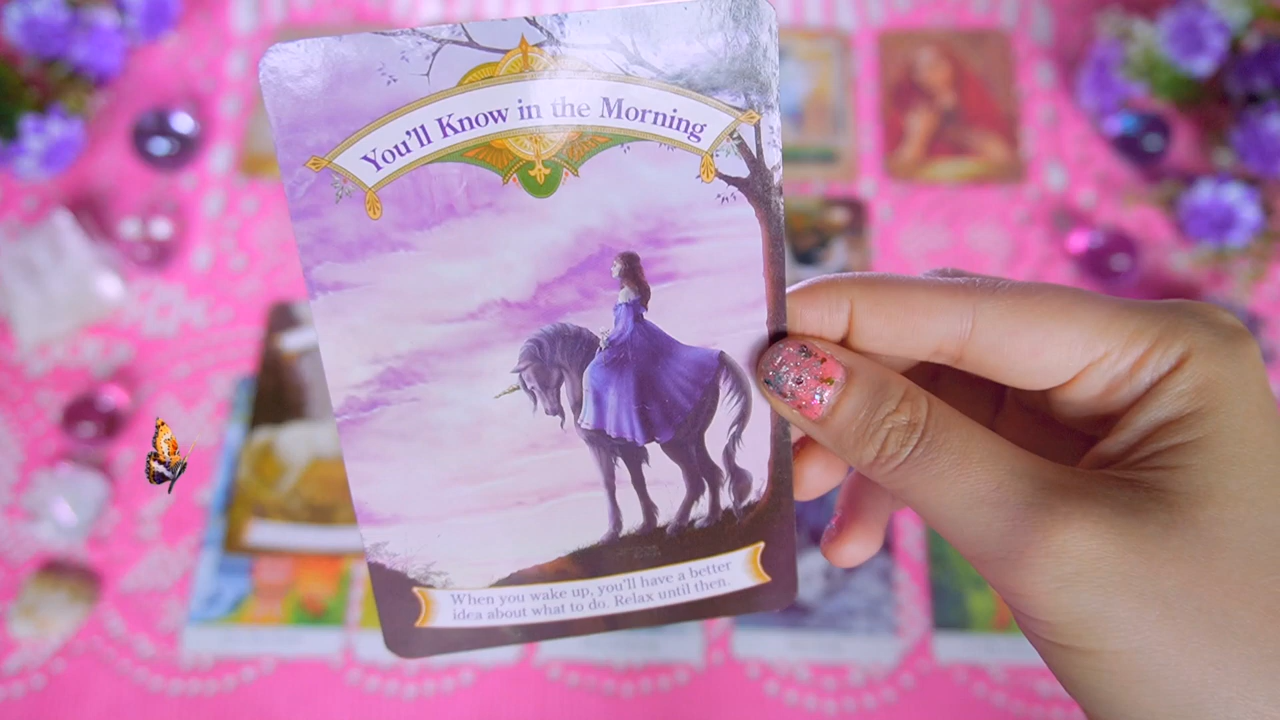 You'll Know in the Morning
When you wake up, you'll have a better
idea about what to do. Relax until then.